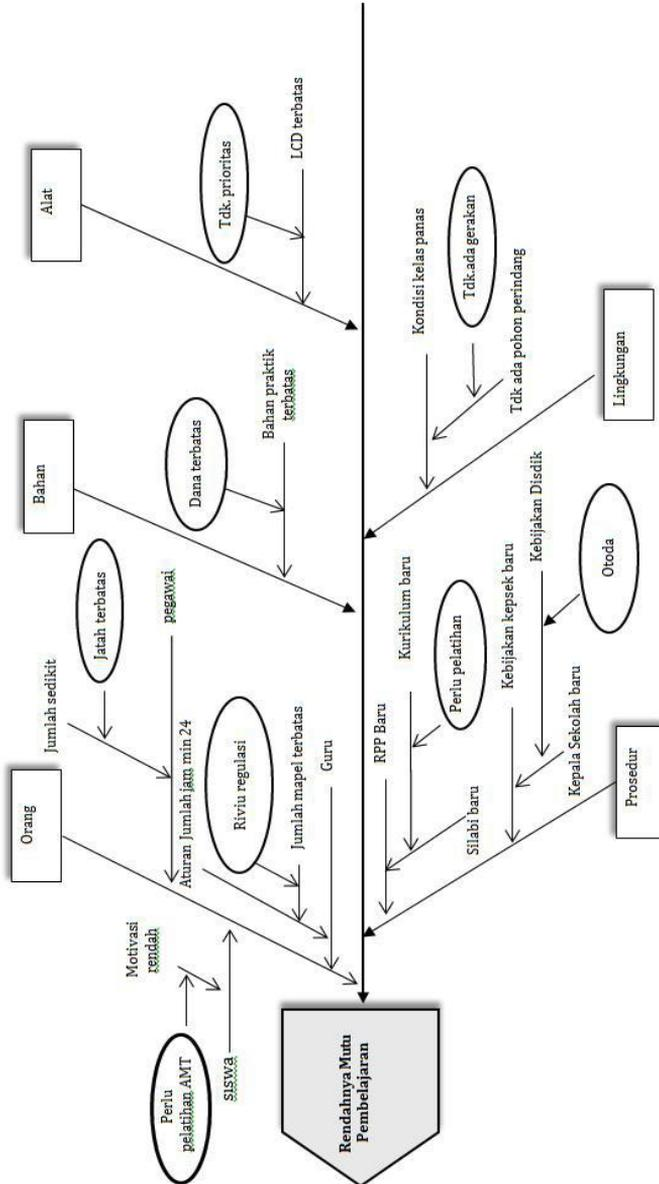 Orang
Bahan
Alat
Jumlah sedikit
Jatah terbatas
pegawai
Motivasi
rendah
Perlu
pelatihan AMT
siswa
Aturan Jumlah jam min 24
Riviu regulasi
Jumlah mapel terbatas
Guru
Dana terbatas
Bahan praktik
terbatas
Tdk. prioritas
LCD terbatas
Rendahnya Mutu
Pembelajaran
RPP Baru
Kurikulum baru
Perlu pelatihan
Silabi baru
Kebijakan kepsek baru
Kebijakan Disdik
Otoda
Kepala Sekolah baru
Kondisi kelas panas
Tdk.ada gerakan
Tdk ada pohon perindang
Prosedur
Lingkungan